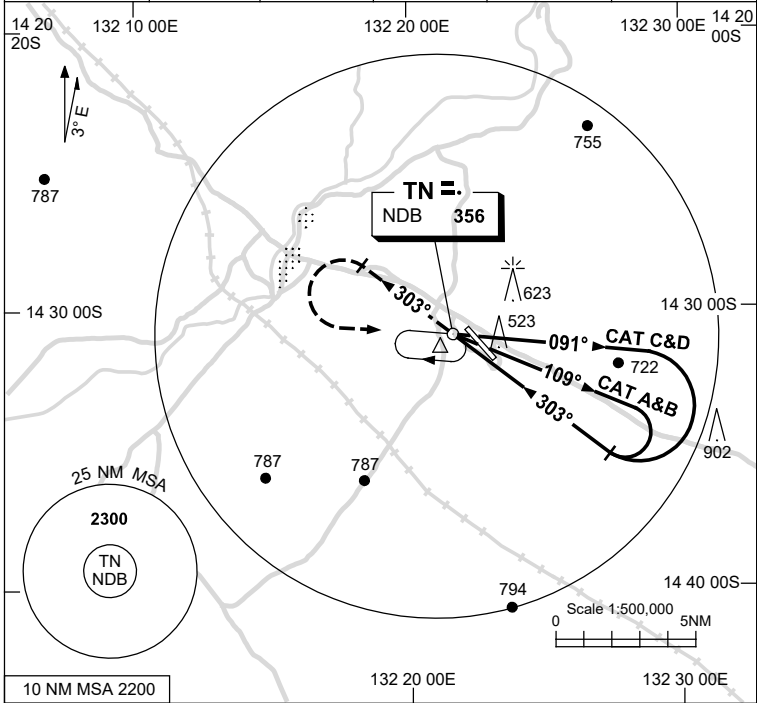 14 20
20S
132 10 00E
132 20 00E
132 30 00E
14 20
00S
3° E
755
787
TN
NDB 356
623
523
14 30 00S
14 30 00S
303°
091° CAT C&D
722
109° CAT A&B
303°
902
787
787
25 NM MSA
2300
TN
NDB
794
14 40 00S
Scale 1:500,000
0 5NM
10 NM MSA 2200
132 20 00E
132 30 00E